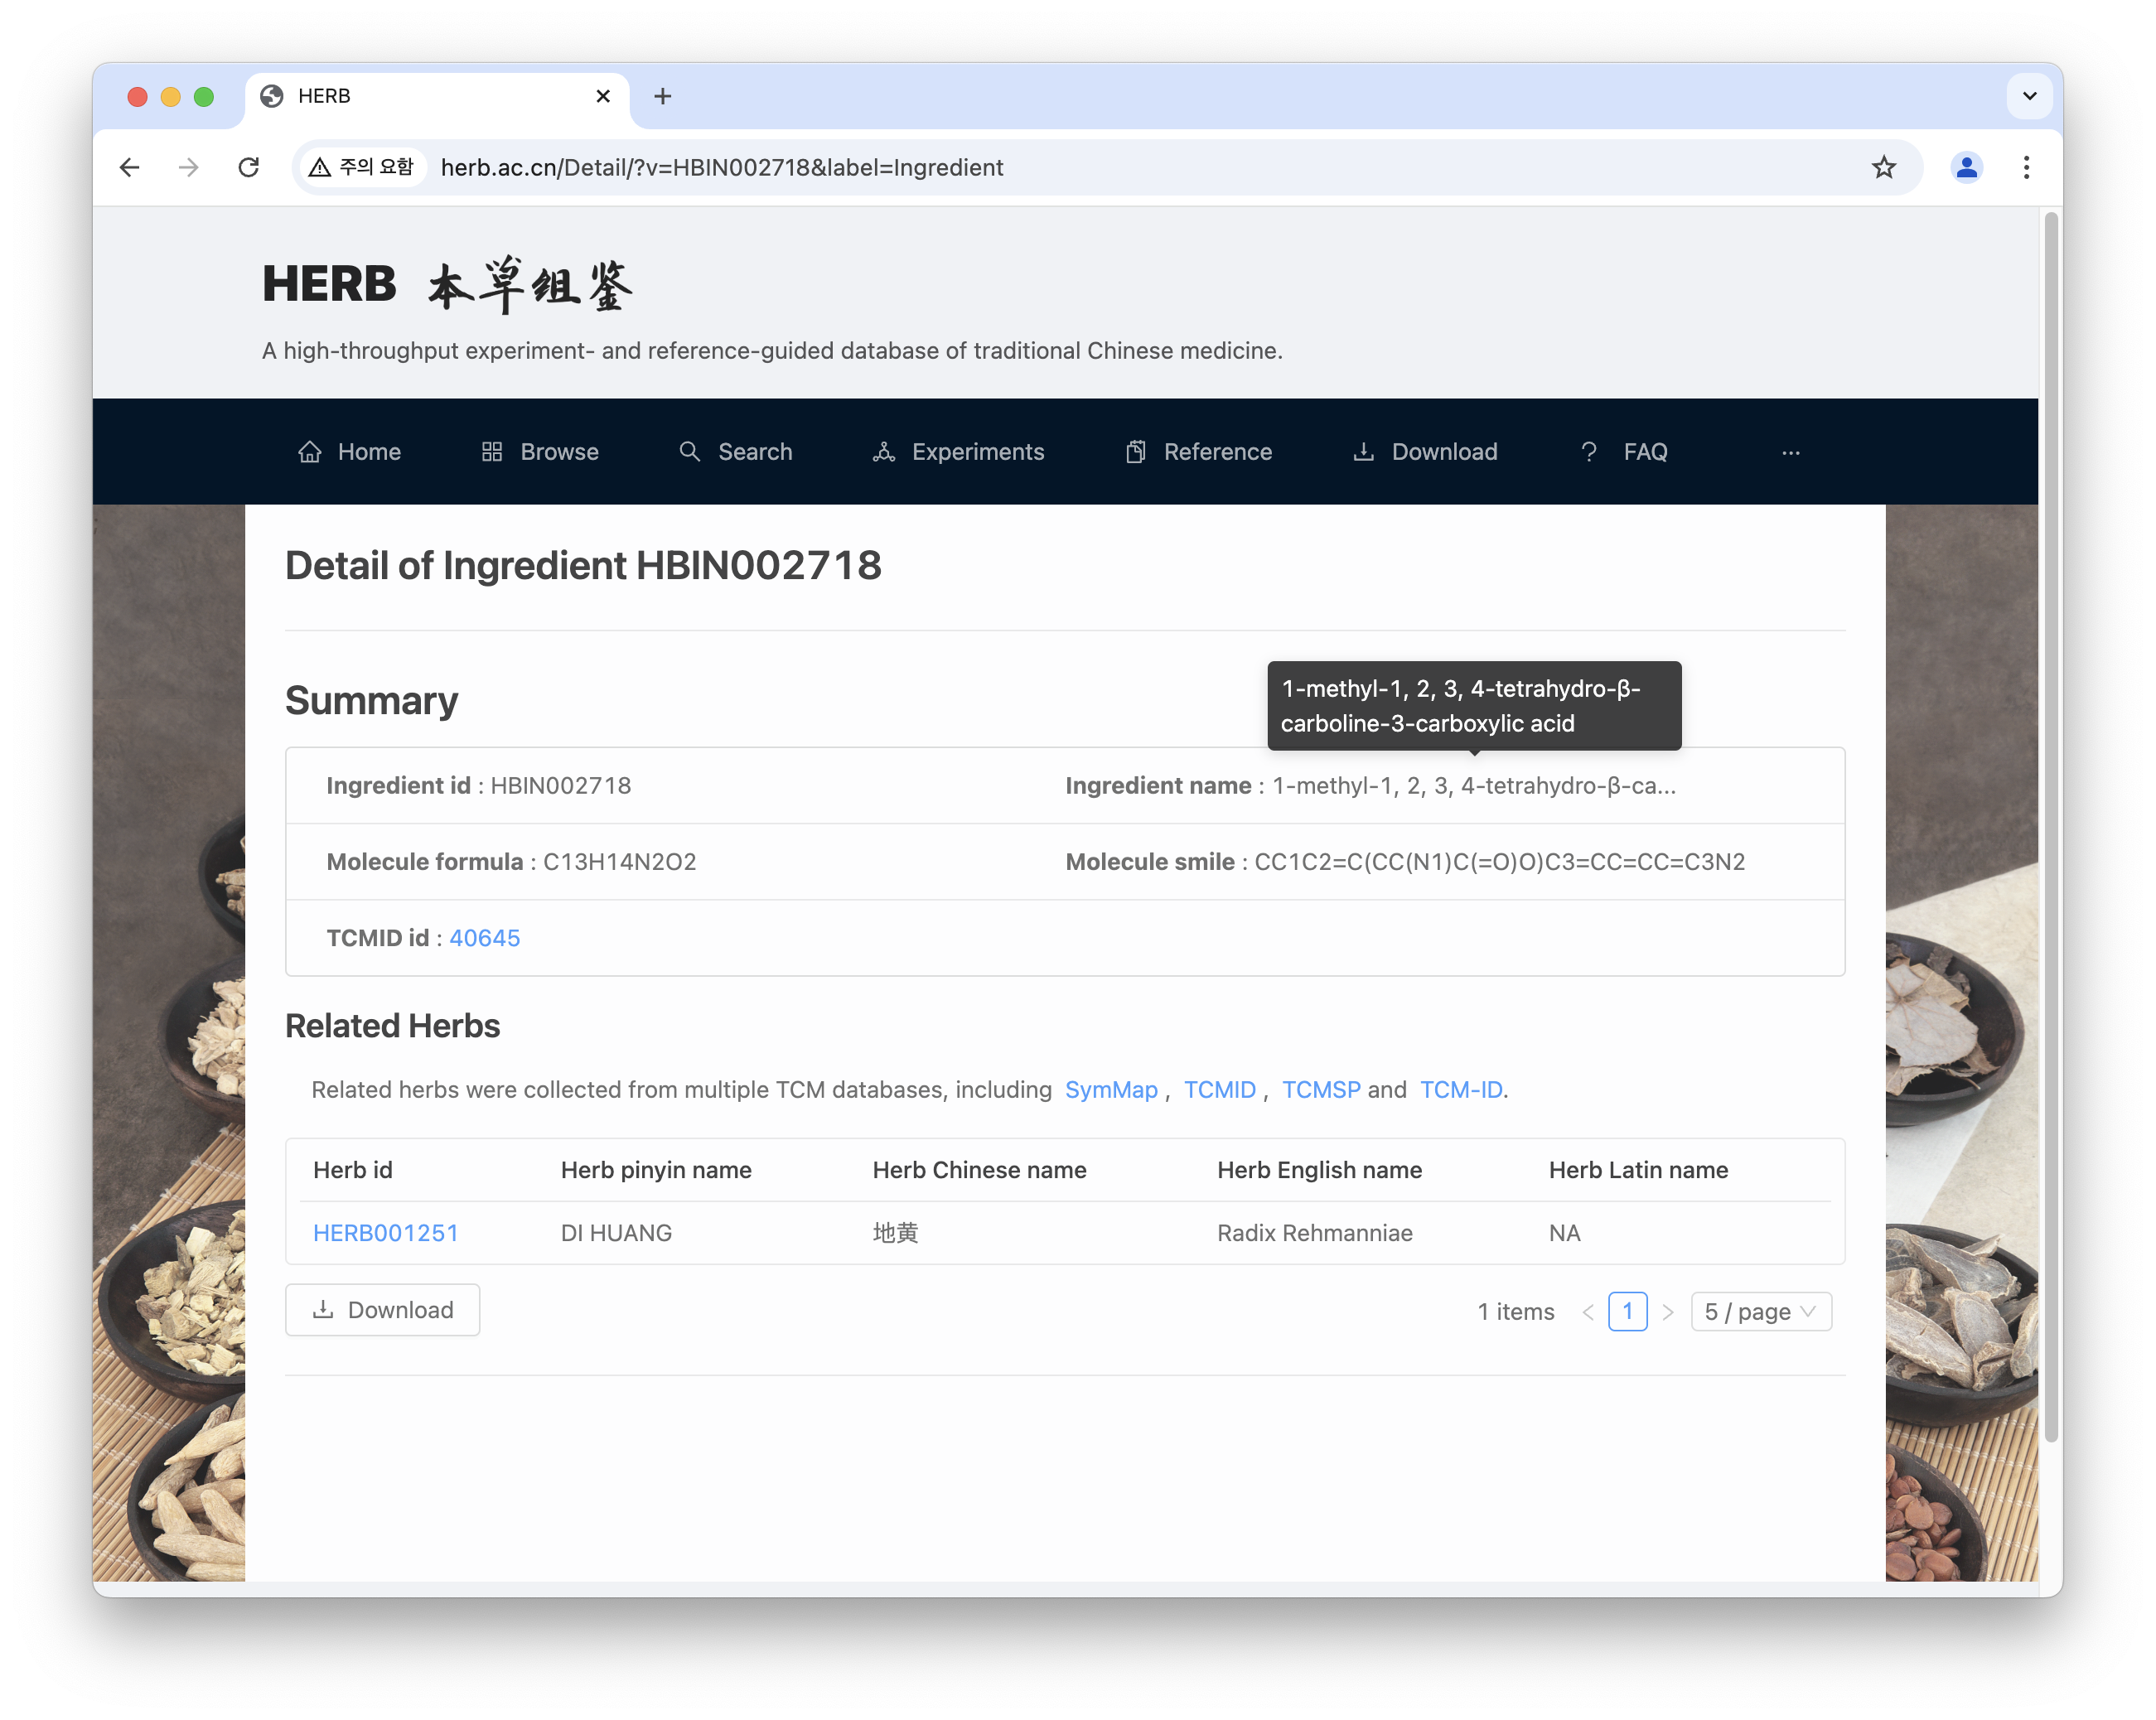 HERB
주의 요함 herb.ac.cn/Detail/?v=HBIN002718&label=Ingredient
HERB 本草组鉴
A high-throughput experiment- and reference-guided database of traditional Chinese medicine.
Home Browse Search Experiments Reference Download ? FAQ ...
Detail of Ingredient HBIN002718
Summary
1-methyl-1, 2, 3, 4-tetrahydro-β-
carboline-3-carboxylic acid
Ingredient id : HBIN002718 Ingredient name : 1-methyl-1, 2, 3, 4-tetrahydro-β-ca...
Molecule formula : C13H14N2O2 Molecule smile : CC1C2=C(CC(N1)C(=O)O)C3=CC=CC=C3N2
TCMID id : 40645
Related Herbs
Related herbs were collected from multiple TCM databases, including SymMap , TCMID , TCMSP and TCM-ID.
Herb id Herb pinyin name Herb Chinese name Herb English name Herb Latin name
HERB001251 DI HUANG 地黄 Radix Rehmanniae NA
Download 1 items < 1 > 5 / page